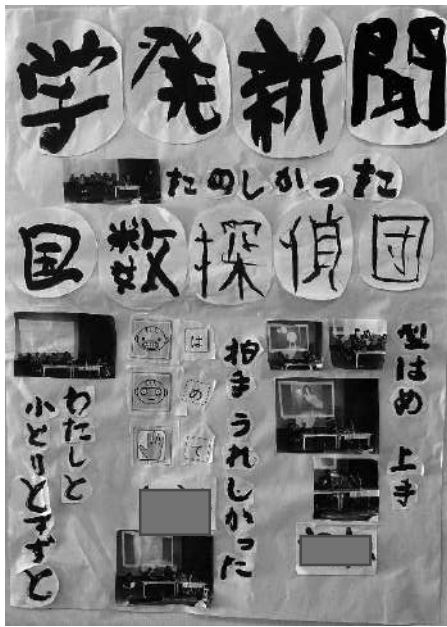 学発新聞
たのしかった
国数探偵団
型はめ 上手
拍手 うれしかった
はめて
わたしと
小とりとすずと